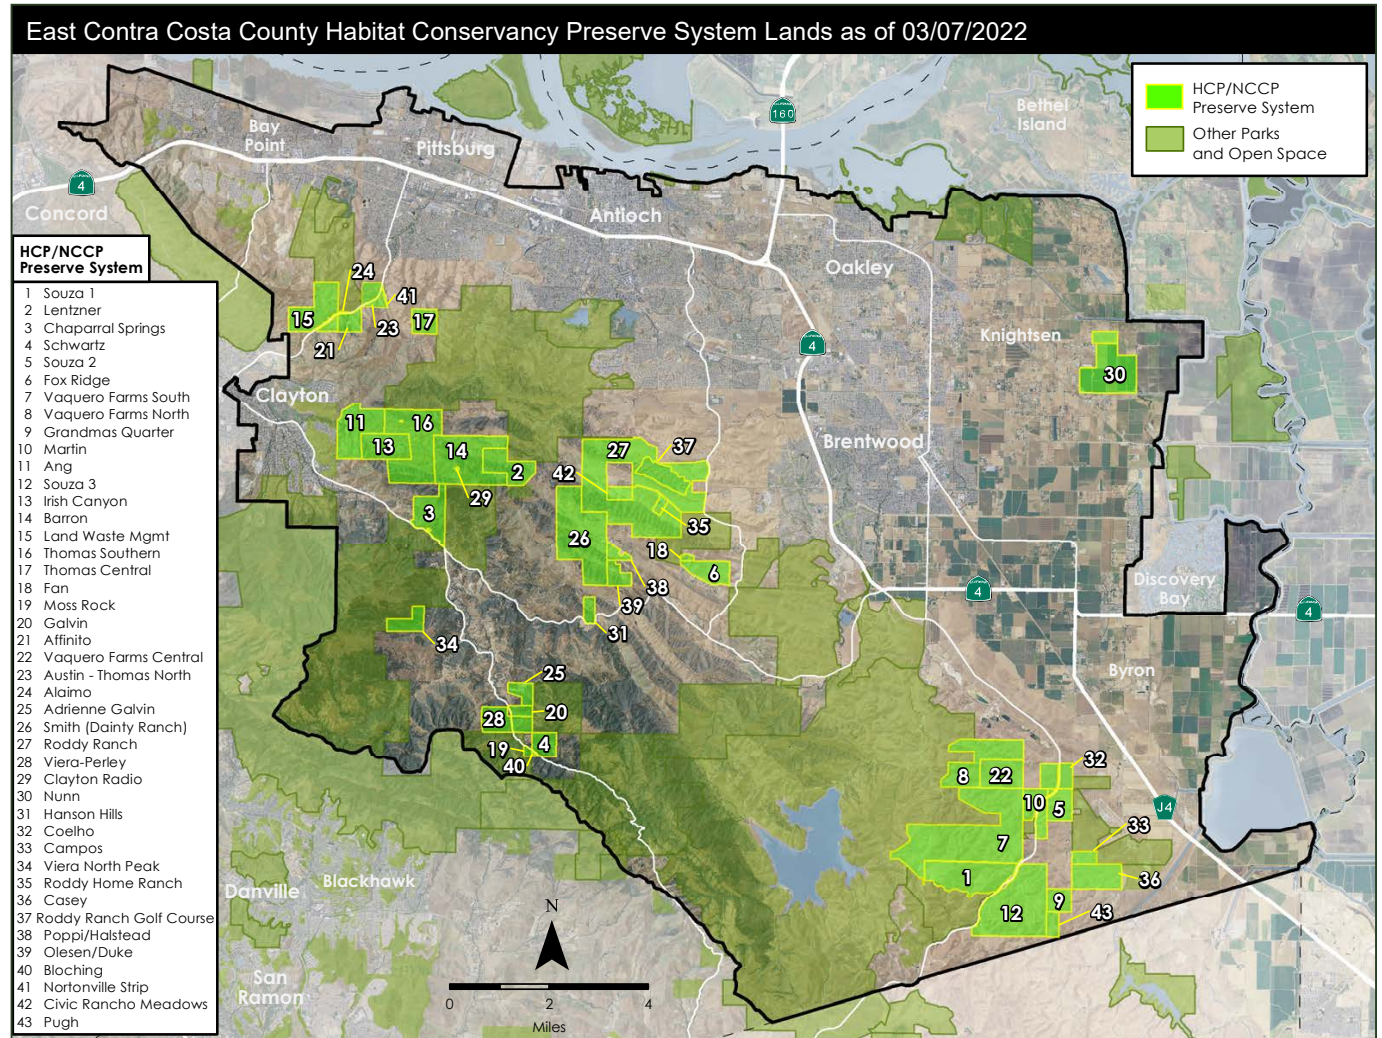 East Contra Costa County Habitat Conservancy Preserve System Lands as of 03/07/2022
HCP/NCCP
Preserve System
Other Parks
and Open Space
160
Bethel
Island
Bay
Point
Pittsburg
4
Concord
Antioch
Oakley
HCP/NCCP
Preserve System
1 Souza 1
2 Lentzner
3 Chaparral Springs
4 Schwartz
5 Souza 2
6 Fox Ridge
7 Vaquero Farms South
8 Vaquero Farms North
9 Grandmas Quarter
10 Martin
11 Ang
12 Souza 3
13 Irish Canyon
14 Barron
15 Land Waste Mgmt
16 Thomas Southern
17 Thomas Central
18 Fan
19 Moss Rock
20 Galvin
21 Affinito
22 Vaquero Farms Central
23 Austin - Thomas North
24 Alaimo
25 Adrienne Galvin
26 Smith (Dainty Ranch)
27 Roddy Ranch
28 Viera-Perley
29 Clayton Radio
30 Nunn
31 Hanson Hills
32 Coelho
33 Campos
34 Viera North Peak
35 Roddy Home Ranch
36 Casey
37 Roddy Ranch Golf Course
38 Poppi/Halstead
39 Olesen/Duke
40 Bloching
41 Nortonville Strip
42 Civic Rancho Meadows
43 Pugh
24
41
15
23
17
21
4
Knightsen
30
Clayton
11
16
13
14
2
29
3
27
37
42
Brentwood
35
26
18
6
38
39
31
4
Discovery
Bay
4
34
Byron
25
20
28
19
4
40
8
22
32
10
5
J4
7
33
1
36
9
12
43
Danville
Blackhawk
San
Ramon
N
0 2 4
Miles